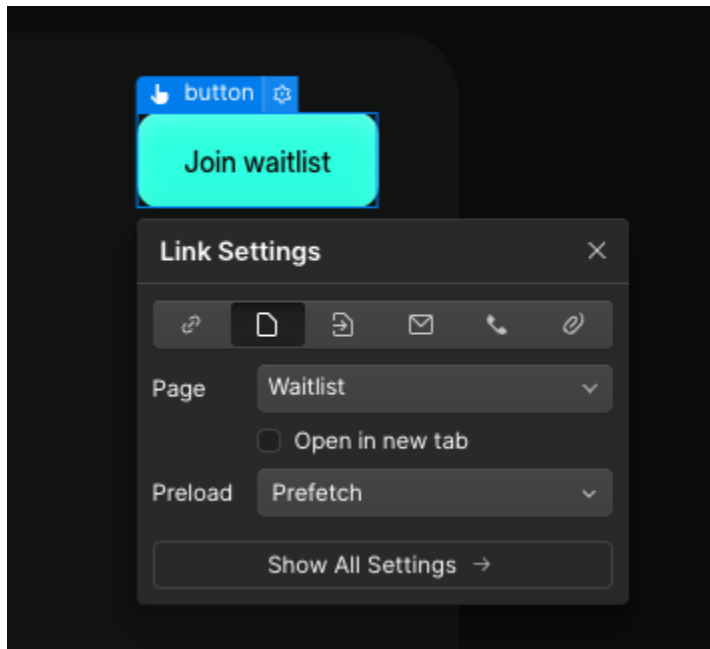 button
Join waitlist
Link Settings
Page
Waitlist
Open in new tab
Preload
Prefetch
Show All Settings →